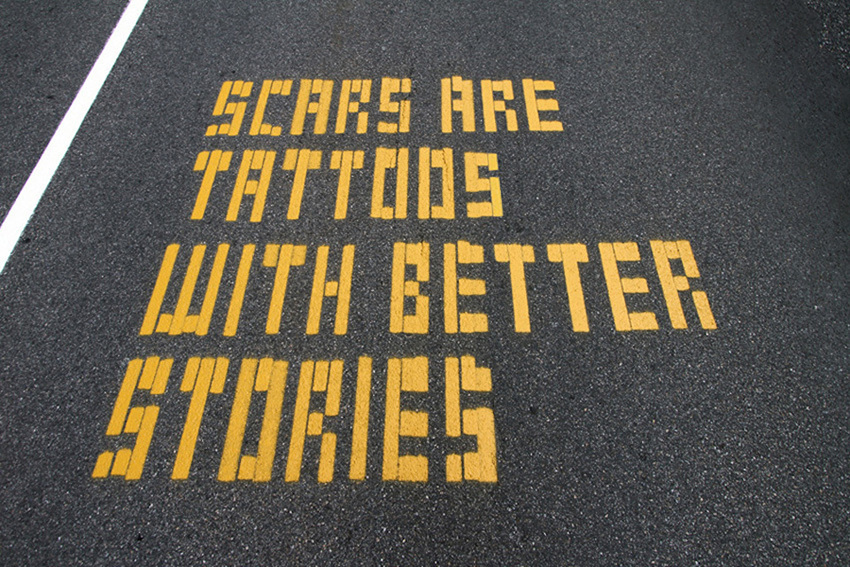 SCARS ARE
TATTOOS
WITH BETTER
STORIES